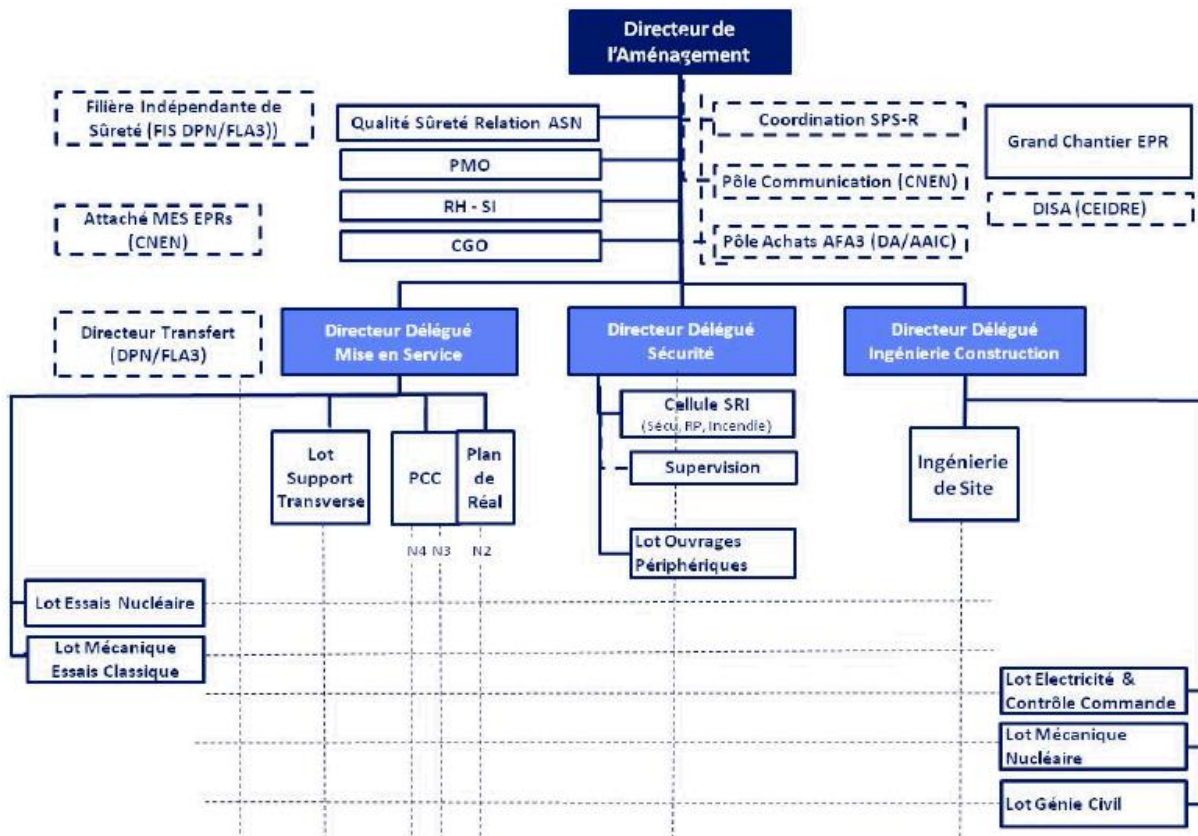 Directeur de
l'Aménagement
Filière Indépendante de
Sûreté (FIS DPN/FLA3))
Qualité Sûreté Relation ASN
Coordination SPS-R
Grand Chantier EPR
PMO
Pôle Communication (CNEN)
RH - SI
DISA (CEIDRE)
Attaché MES EPRs
(CNEN)
CGO
Pôle Achats AFA3 (DA/AAIC)
Directeur Transfert
(DPN/FLA3)
Directeur Délégué
Mise en Service
Directeur Délégué
Sécurité
Directeur Délégué
Ingénierie Construction
Cellule SRI
(Sécu, RP, Incendie)
Lot
Support
Transverse
PCC
Plan
de
Réal
Supervision
Ingénierie
de Site
N4 N3 N2
Lot Ouvrages
Périphériques
Lot Essais Nucléaire
Lot Mécanique
Essais Classique
Lot Electricité &
Contrôle Commande
Lot Mécanique
Nucléaire
Lot Génie Civil